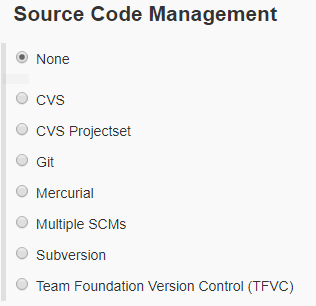 Source Code Management
None
CVS
CVS Projectset
Git
Mercurial
Multiple SCMs
Subversion
Team Foundation Version Control (TFVC)